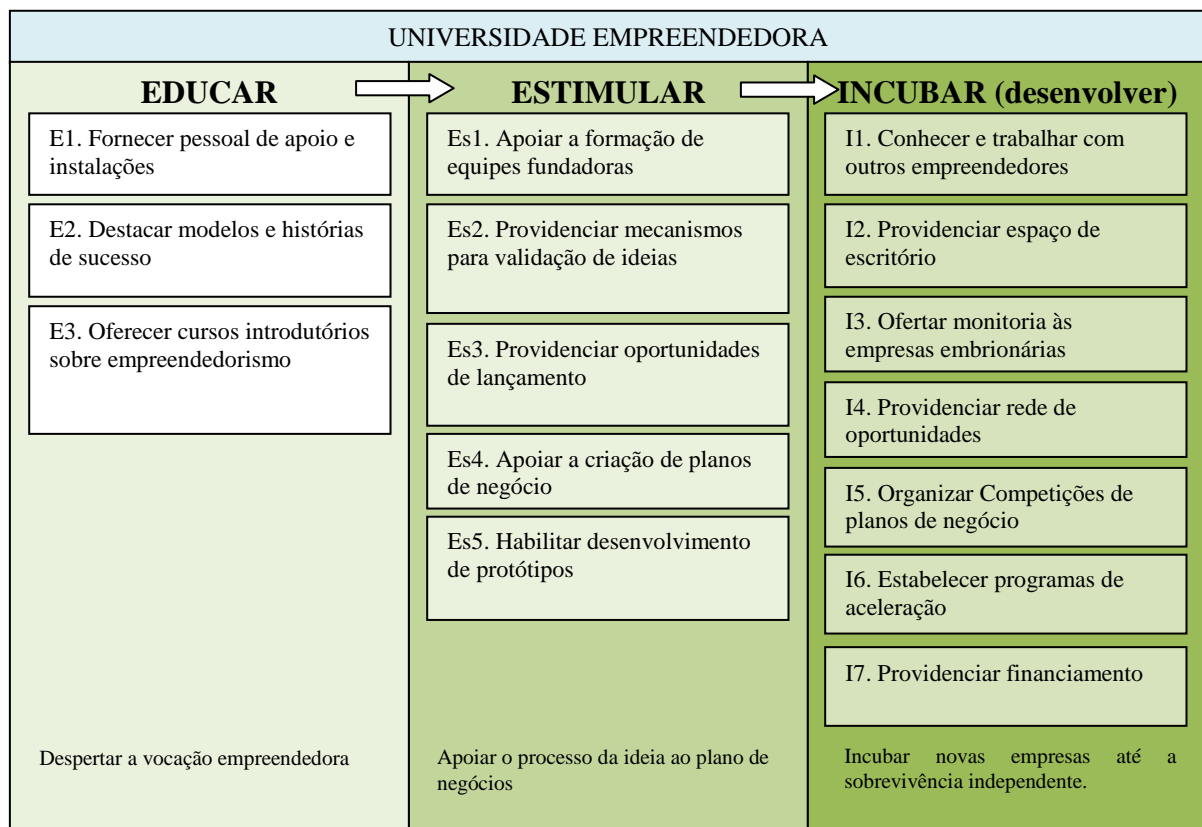 UNIVERSIDADE EMPREENDEDORA
EDUCAR
E1. Fornecer pessoal de apoio e
instalações
E2. Destacar modelos e histórias
de sucesso
E3. Oferecer cursos introdutórios
sobre empreendedorismo
Despertar a vocação empreendedora
ESTIMULAR
Es1. Apoiar a formação de
equipes fundadoras
Es2. Providenciar mecanismos
para validação de ideias
Es3. Providenciar oportunidades
de lançamento
Es4. Apoiar a criação de planos
de negócio
Es5. Habilitar desenvolvimento
de protótipos
Apoiar o processo da ideia ao plano de
negócios
INCUBAR (desenvolver)
I1. Conhecer e trabalhar com
outros empreendedores
I2. Providenciar espaço de
escritório
I3. Ofertar monitoria às
empresas embrionárias
I4. Providenciar rede de
oportunidades
I5. Organizar Competições de
planos de negócio
I6. Estabelecer programas de
aceleração
I7. Providenciar financiamento
Incubar novas empresas até a
sobrevivência independente.